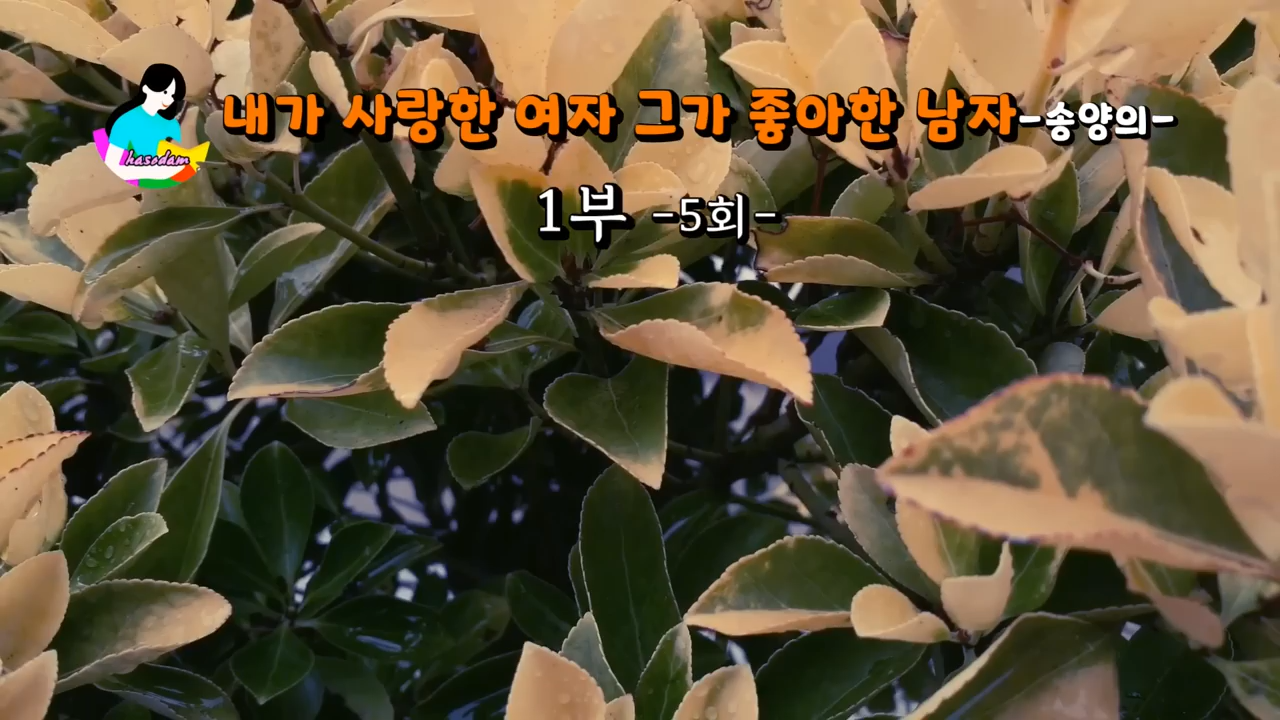 내가 사랑한 여자 그가 좋아한 남자-송양의-
hasodam
1부 -5회-